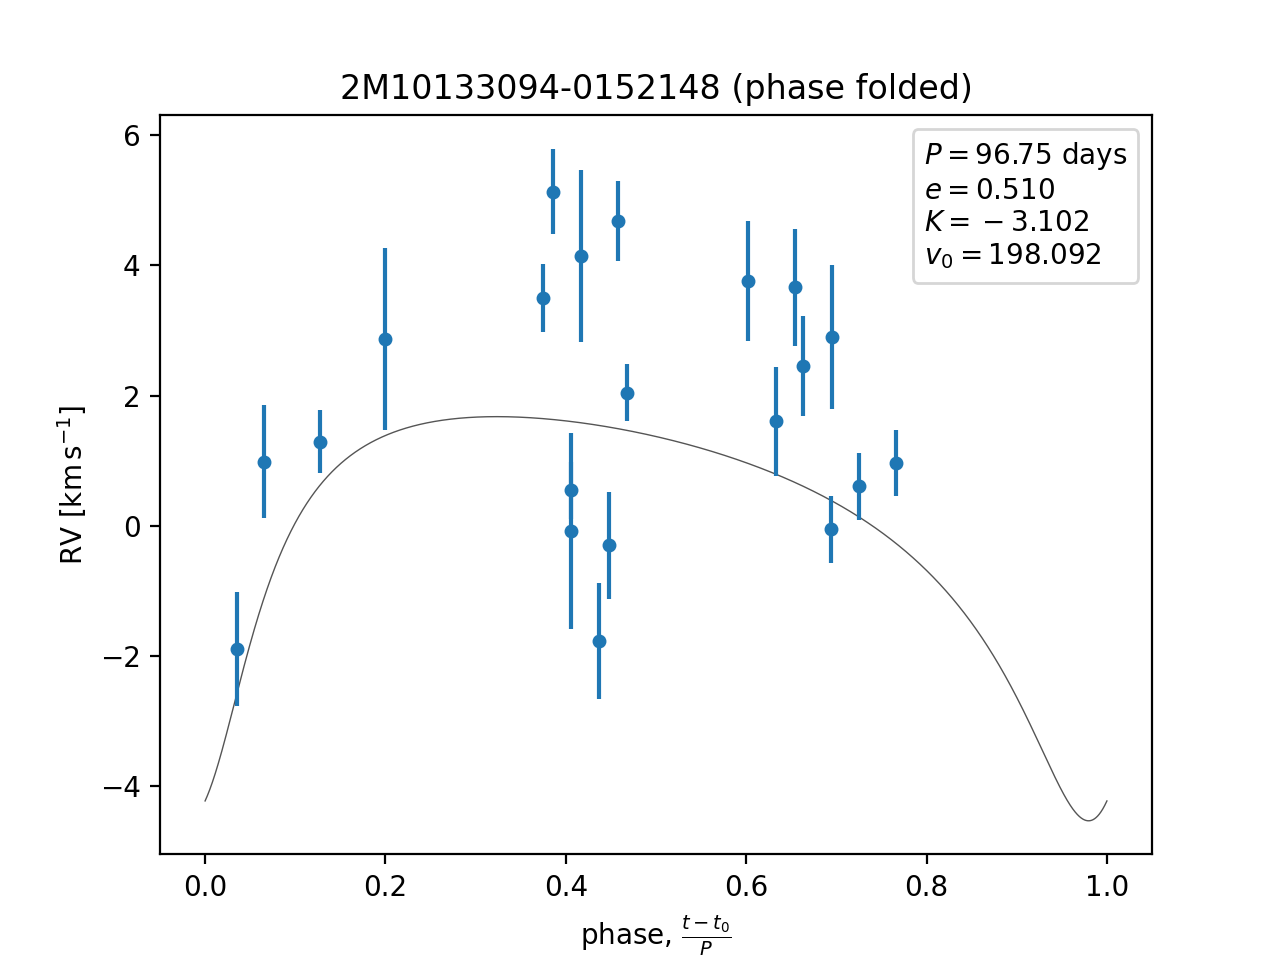 2M10133094-0152148 (phase folded)
P = 96.75 days
e = 0.510
K = − 3.102
v₀ = 198.092
6
4
2
0
−2
−4
RV [km s⁻¹]
0.0 0.2 0.4 0.6 0.8 1.0
phase, (t − t₀)/P